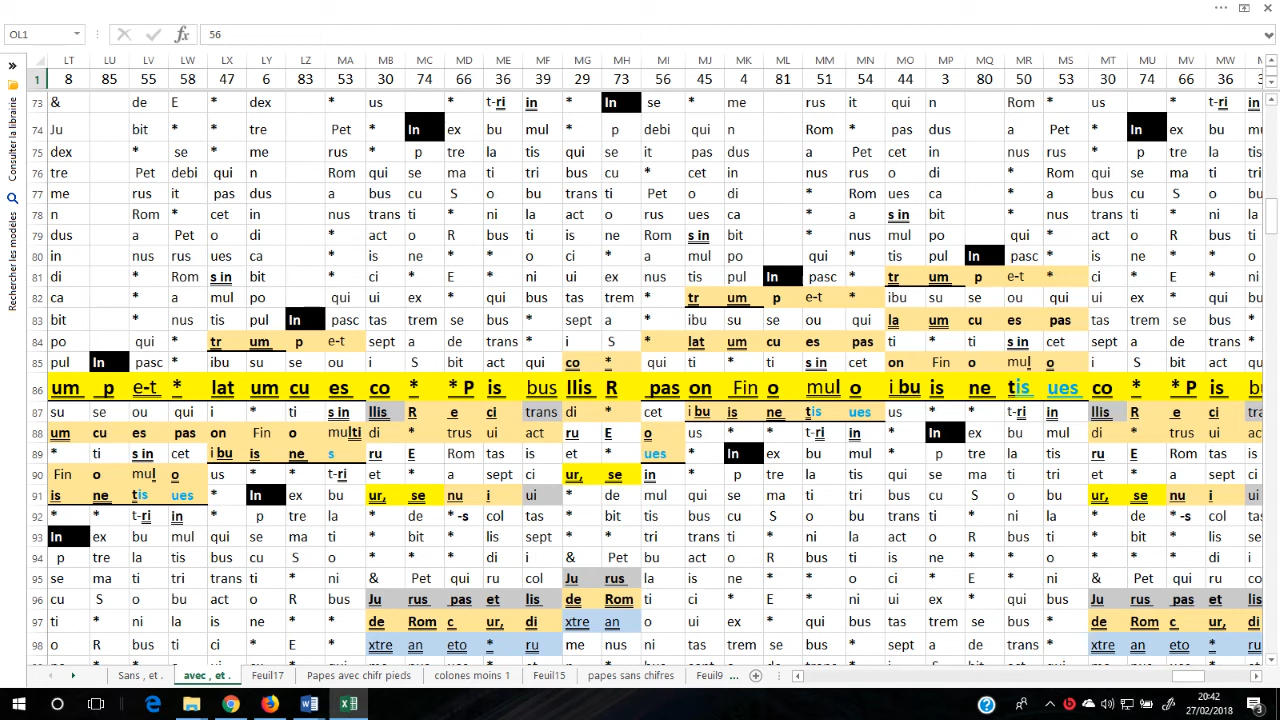 OL1 56
LT LU LV LW LX LY LZ MA MB MC MD ME MF MG MH MI MJ MK ML MM MN MO MP MQ MR MS MT MU MV MW
1 8 85 55 58 47 6 83 53 30 74 66 36 48 29 73 56 45 4 81 51 54 40 3 80 50 53 30 74 66 36
73 & de E * dex * us * t-ri in * In se * me rus it qui n Rom * us * t-ri in
74 Ju bit * * tre Pet * In ex bu mul * p debi qui n Rom * pas dus a Pet * In ex bu mu
75 dex * se * me rus * p tre la tis qui se it pas dus a Pet cet in nus rus * p tre la tis
76 tre Pet debi qui n Rom qui se ma ti tri bus cu * cet in nus rus o di * Rom qui se ma ti tri
77 me rus it pas dus a bus cu S o bu trans ti Pet o di * Rom ues ca * a bus cu S o bu
78 n Rom * cet in nus trans ti * ni la act o rus ues ca * a s in bit * nus trans ti * ni la
79 dus a Pet o di * act o R bus ti is ne Rom s in bit * nus mul po qui * act o R bus ti
80 in nus rus ues ca * is ne * * o ci * a mul po qui * tis pul In pasc * is ne * * o
81 di * Rom s in bit * ci * E * ni ui ex nus tis pul In pasc * tr um p e-t * ci * E * ni
82 ca * a mul po qui ui ex * qui bus tas trem * tr um p e-t * ibu su se ou qui ui ex * qui bu
83 bit * nus tis pul In pasc tas trem se bus * sept a * ibu su se ou qui la um cu es pas tas trem se bus *
84 po qui * tr um p e-t sept a de trans * i S * lat um cu es pas ti * ti s in cet sept a de trans *
85 pul In pasc * ibu su se ou i S bit act qui co * qui ti * ti s in cet on Fin o mul o i S bit act qui
86 um p e-t * lat um cu es co * * P is bus llis R pas on Fin o mul o i bu is ne tis ues co * * P is bu
87 su se ou qui i * ti s in llis R e ci trans di * cet i bu is ne tis ues us * * t-ri in llis R e ci tra
88 um cu es pas on Fin o multi di * trus ui act ru E o us * * t-ri in * In ex bu mul di * trus ui ac
89 * ti s in cet i bu is ne s ru E Rom tas is et * ues * In ex bu mul * p tre la tis ru E Rom tas is
90 Fin o mul o us * * t-ri et * a sept ci ur, se in * p tre la tis qui se ma ti tri et * a sept ci
91 is ne tis ues * In ex bu ur, se nu i ui * de mul qui se ma ti tri bus cu S o bu ur, se nu i ui
92 * * t-ri in * p tre la * de * -s col tas * bit tis bus cu S o bu trans ti * ni la * de * -s col tas
93 In ex bu mul qui se ma ti * bit * lis sept * * tri trans ti * ni la act o R bus ti * bit * lis se
94 p tre la tis bus cu S o * * * di i & Pet bu act o R bus ti is ne * * o * * * di i
95 se ma ti tri trans ti * ni & Pet qui ru col Ju rus la is ne * * o ci * E * ni & Pet qui ru co
96 cu S o bu act o R bus Ju rus pas et lis de Rom ti ci * E * ni ui ex * qui bus Ju rus pas et lis
97 ti * ni la is ne * * de Rom c ur, di xtre an o ui ex * qui bus tas trem se bus * de Rom c ur, di
98 o R bus ti ci * E * xtre an eto * ru me nus ni tas trem se bus * sept a de trans * xtre an eto * ru
Consulter la librairie
Rechercher les modèles
Sans , et . avec , et . Feuil17 Papes avec chifr pieds colones moins 1 Feuil13 papes sans chifres Feuil9 ...
20:42
27/02/2018
3